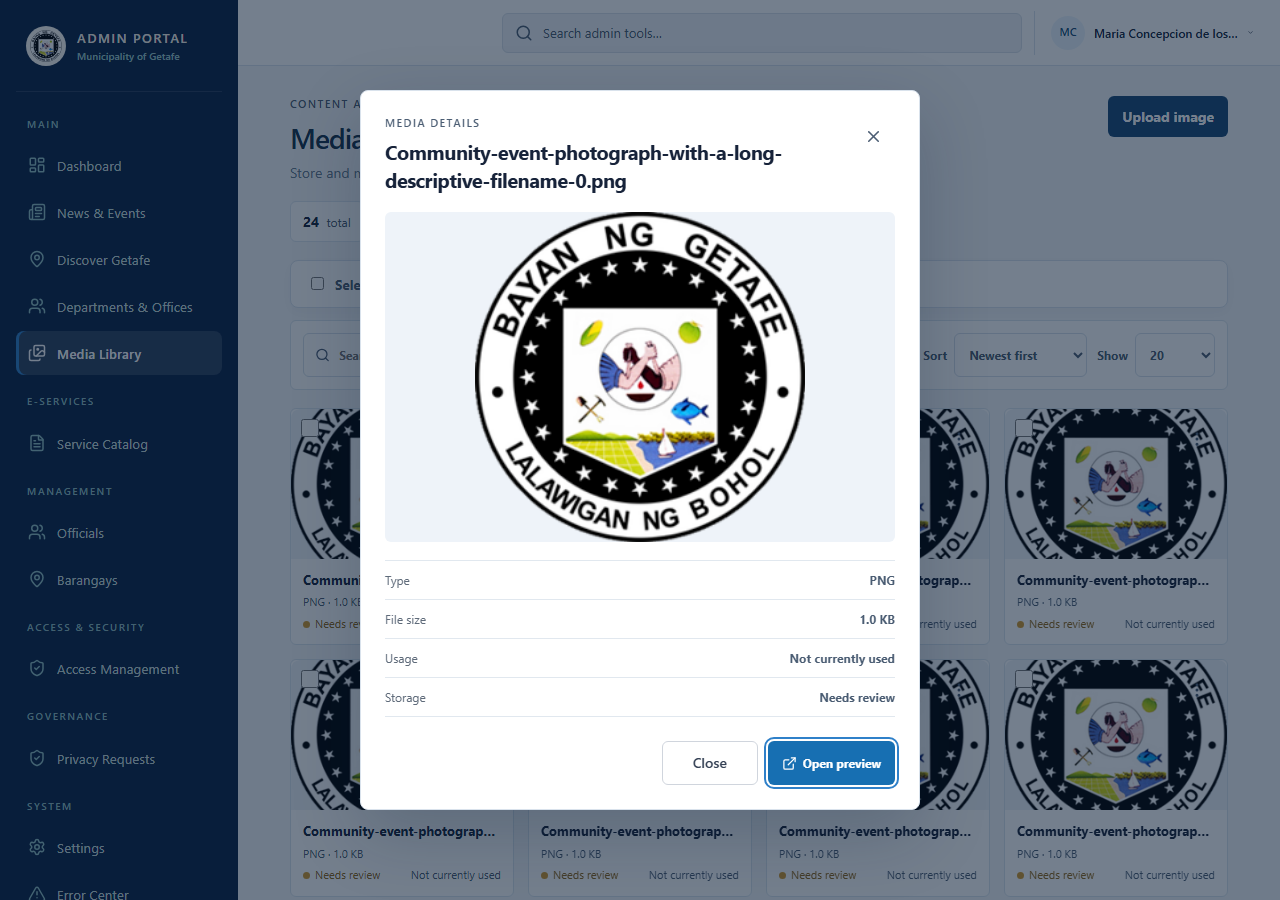 ADMIN PORTAL
Municipality of Getafe
MAIN
Dashboard
News & Events
Discover Getafe
Departments & Offices
Media Library
E-SERVICES
Service Catalog
MANAGEMENT
Officials
Barangays
ACCESS & SECURITY
Access Management
GOVERNANCE
Privacy Requests
SYSTEM
Settings
Error Center
Search admin tools...
MC
Maria Concepcion de los...
CONTENT
Media
Store and
Upload image
24 total
Sort
Newest first
Show
20
MEDIA DETAILS
Community-event-photograph-with-a-long-
descriptive-filename-0.png
BAYAN NG GETAFE
LALAWIGAN NG BOHOL
Type
PNG
File size
1.0 KB
Usage
Not currently used
Storage
Needs review
Close
Open preview
GETAFE
LALAWIGAN NG BOHOL
PNG · 1.0 KB
Needs review
Community-event-photograp...
PNG · 1.0 KB
Needs review
Not currently used
LALAWIGAN NG BOHOL
Community-event-photograp...
PNG · 1.0 KB
Needs review
Not currently used
Community-event-photograp...
PNG · 1.0 KB
Needs review
Not currently used
Community-event-photograp...
PNG · 1.0 KB
Needs review
Not currently used
Community-event-photograp...
PNG · 1.0 KB
Needs review
Not currently used